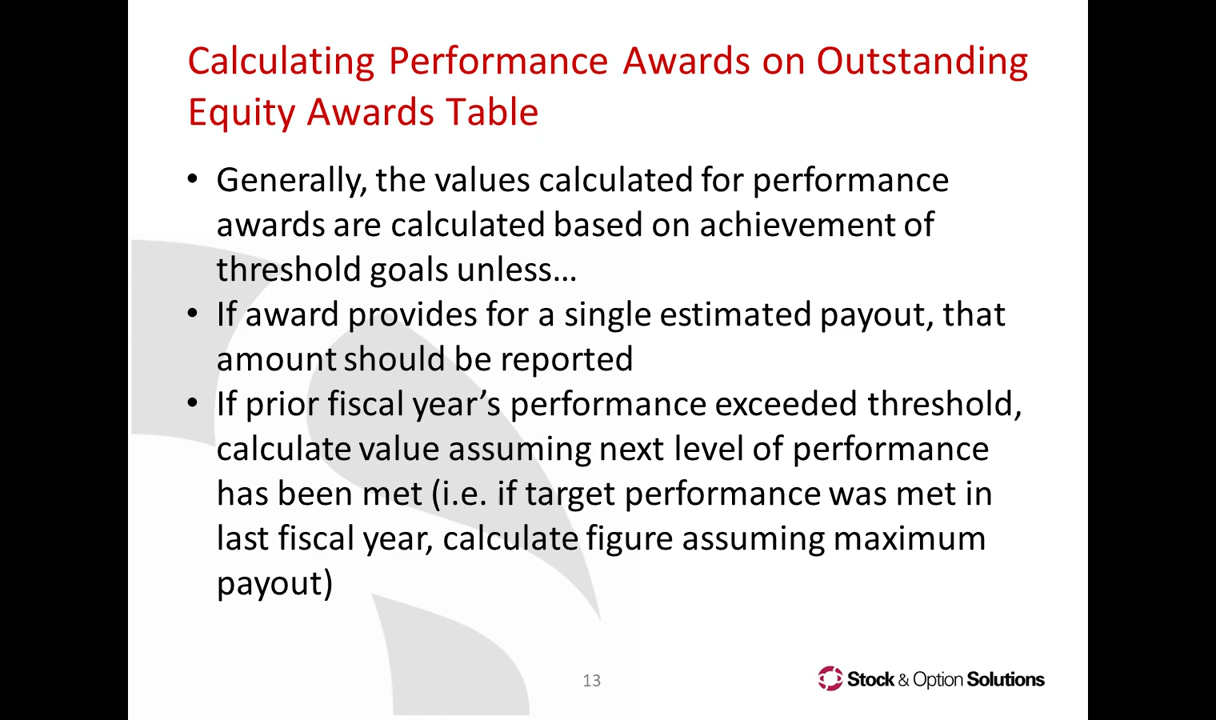 Calculating Performance Awards on Outstanding
Equity Awards Table
• Generally, the values calculated for performance
awards are calculated based on achievement of
threshold goals unless…
• If award provides for a single estimated payout, that
amount should be reported
• If prior fiscal year’s performance exceeded threshold,
calculate value assuming next level of performance
has been met (i.e. if target performance was met in
last fiscal year, calculate figure assuming maximum
payout)
13
Stock & Option Solutions